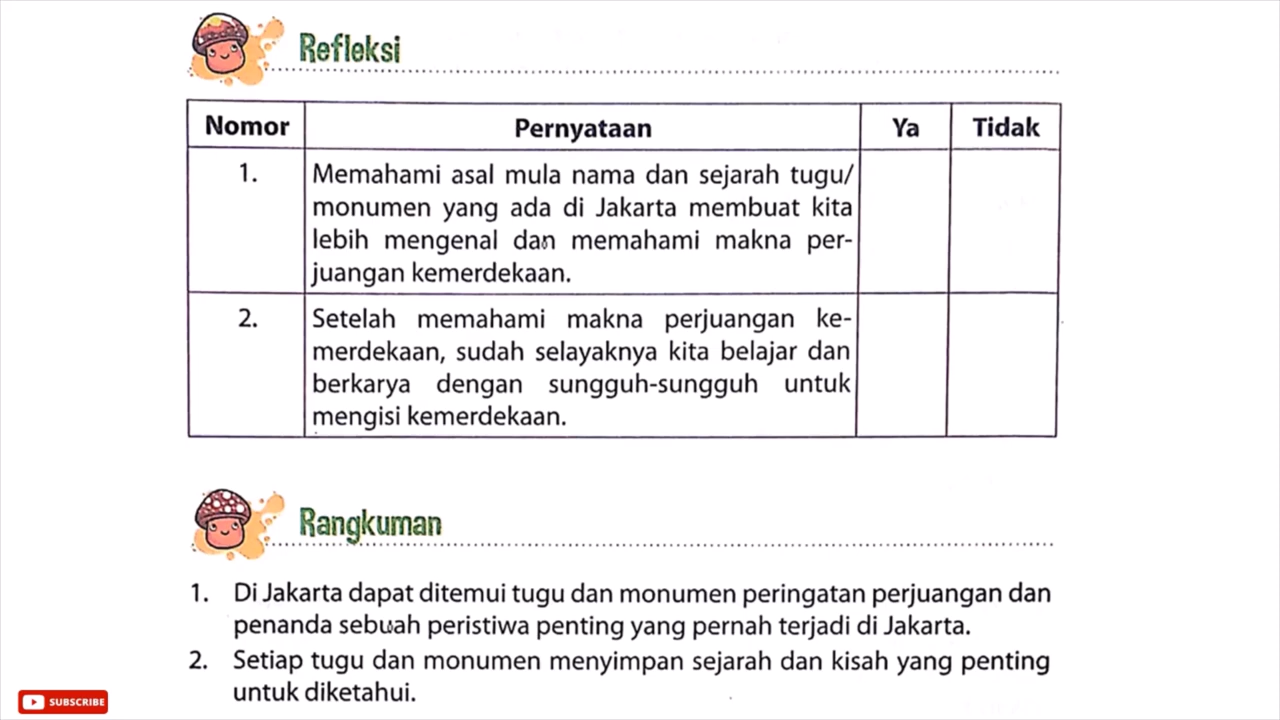 Refleksi
Nomor Pernyataan Ya Tidak
1. Memahami asal mula nama dan sejarah tugu/
monumen yang ada di Jakarta membuat kita
lebih mengenal dan memahami makna per-
juangan kemerdekaan.
2. Setelah memahami makna perjuangan ke-
merdekaan, sudah selayaknya kita belajar dan
berkarya dengan sungguh-sungguh untuk
mengisi kemerdekaan.
Rangkuman
1. Di Jakarta dapat ditemui tugu dan monumen peringatan perjuangan dan
penanda sebuah peristiwa penting yang pernah terjadi di Jakarta.
2. Setiap tugu dan monumen menyimpan sejarah dan kisah yang penting
untuk diketahui.
SUBSCRIBE